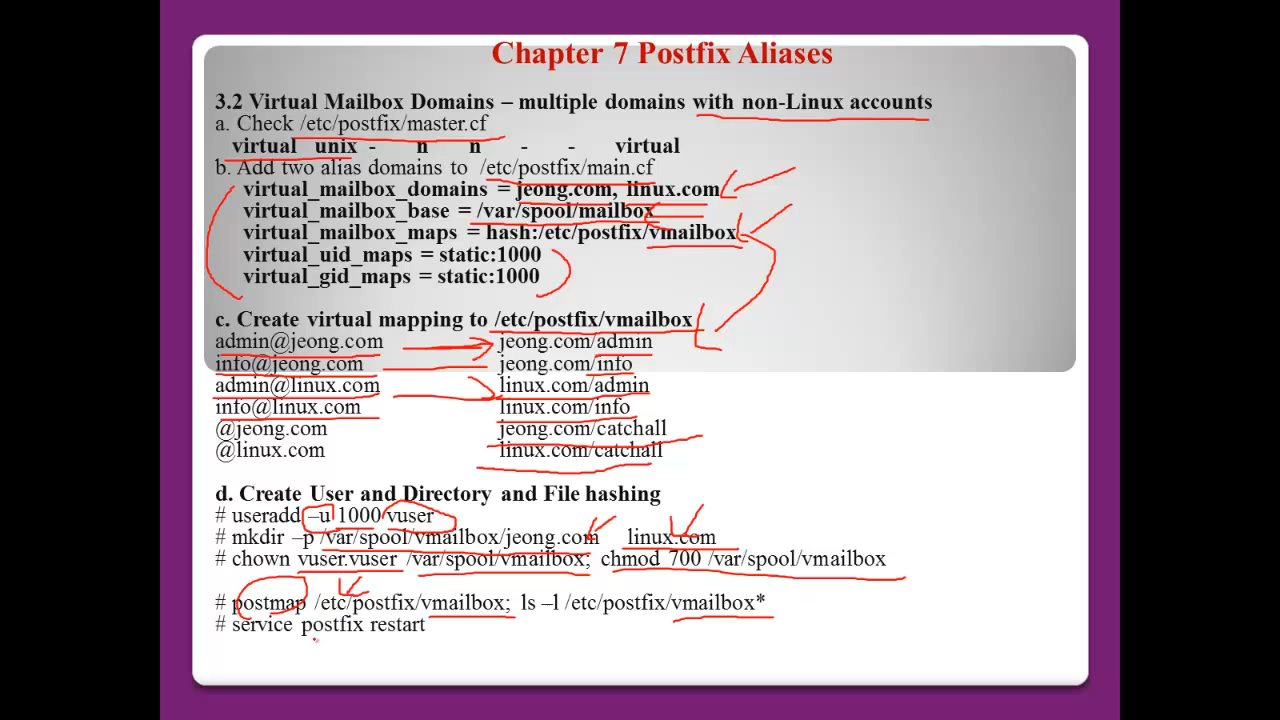 Chapter 7 Postfix Aliases
3.2 Virtual Mailbox Domains – multiple domains with non-Linux accounts
a. Check /etc/postfix/master.cf
virtual unix - n n - - virtual
b. Add two alias domains to /etc/postfix/main.cf
virtual_mailbox_domains = jeong.com, linux.com
virtual_mailbox_base = /var/spool/mailbox
virtual_mailbox_maps = hash:/etc/postfix/vmailbox
virtual_uid_maps = static:1000
virtual_gid_maps = static:1000
c. Create virtual mapping to /etc/postfix/vmailbox
admin@jeong.com jeong.com/admin
info@jeong.com jeong.com/info
admin@linux.com linux.com/admin
info@linux.com linux.com/info
@jeong.com jeong.com/catchall
@linux.com linux.com/catchall
d. Create User and Directory and File hashing
# useradd –u 1000 vuser
# mkdir –p /var/spool/vmailbox/jeong.com linux.com
# chown vuser.vuser /var/spool/vmailbox; chmod 700 /var/spool/vmailbox
# postmap /etc/postfix/vmailbox; ls –l /etc/postfix/vmailbox*
# service postfix restart